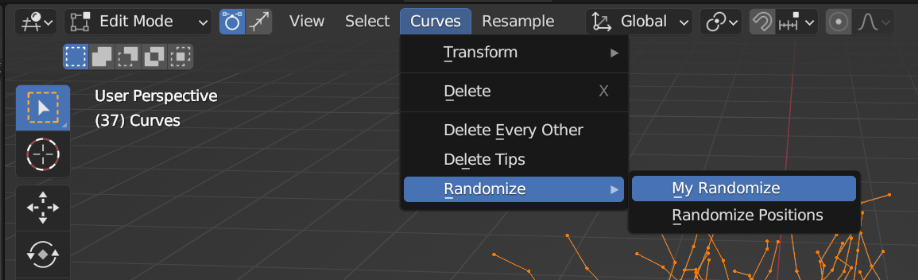 Edit Mode View Select Curves Resample Global
Transform
Delete X
User Perspective
(37) Curves
Delete Every Other
Delete Tips
Randomize
My Randomize
Randomize Positions